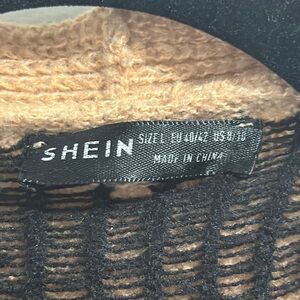 SHEIN
SIZE L EU 40/42 US 8/10
MADE IN CHINA